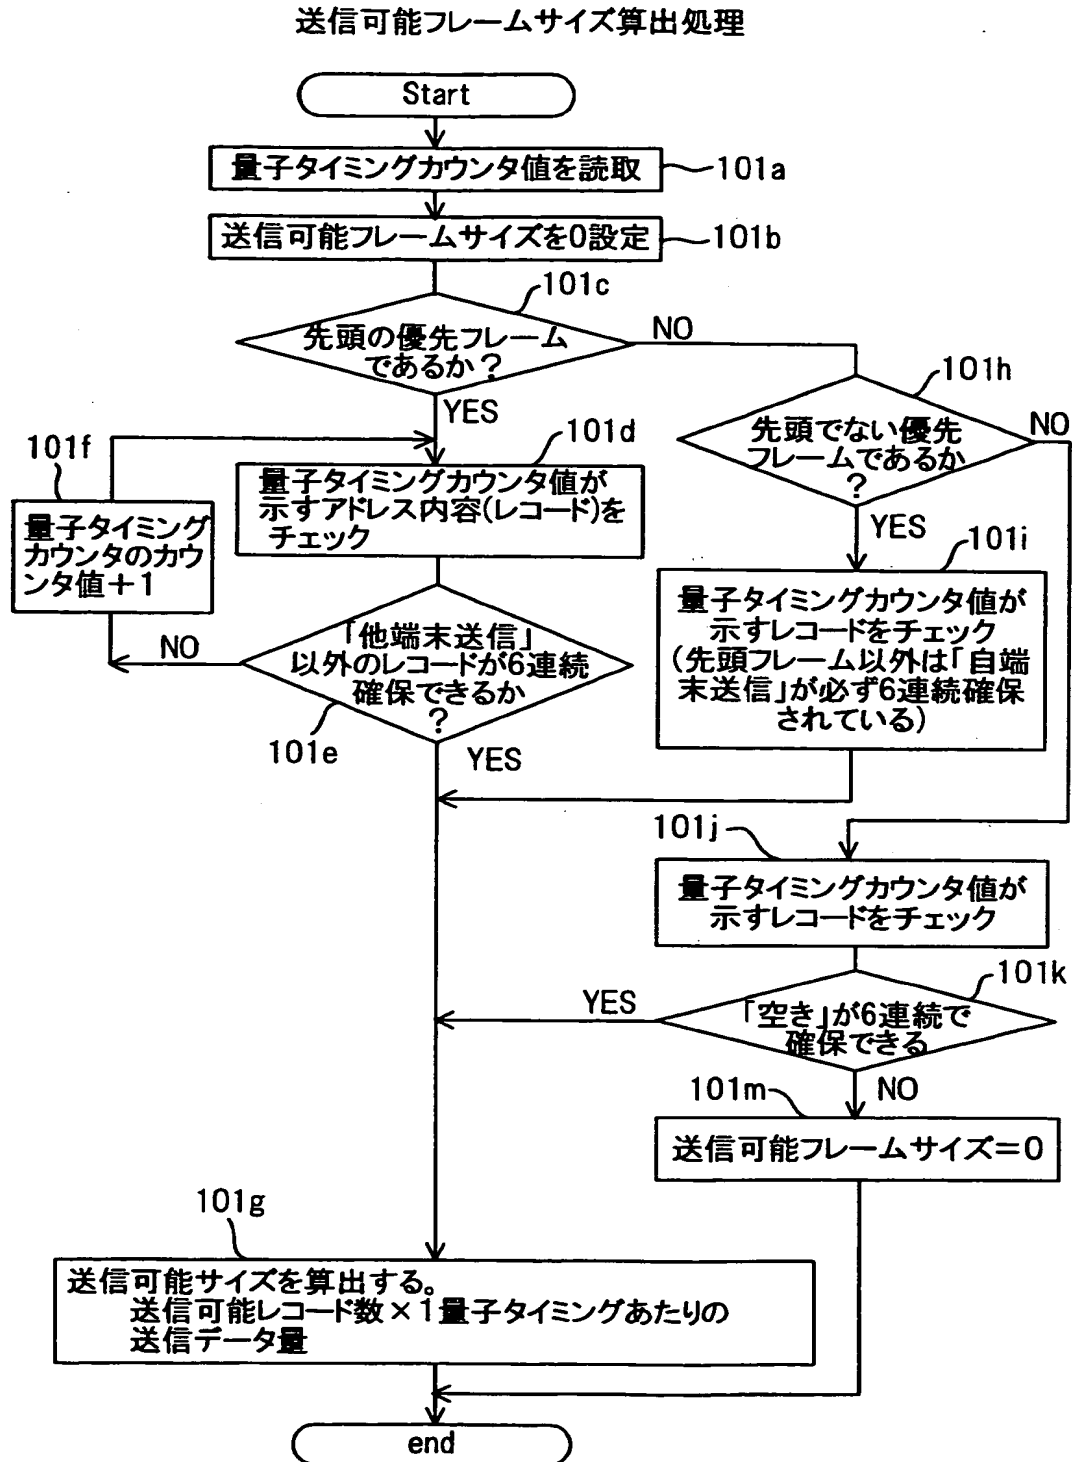 送信可能フレームサイズ算出処理
Start
量子タイミングカウンタ値を読取
101a
送信可能フレームサイズを0設定
101b
101c
先頭の優先フレーム
であるか?
NO
YES
101h
先頭でない優先
フレームであるか
?
NO
YES
101f
量子タイミング
カウンタのカウ
ンタ値+1
101d
量子タイミングカウンタ値が
示すアドレス内容(レコード)を
チェック
101i
量子タイミングカウンタ値が
示すレコードをチェック
(先頭フレーム以外は「自端
末送信」が必ず6連続確保
されている)
NO
「他端末送信」
以外のレコードが6連続
確保できるか
?
101e
YES
101j
量子タイミングカウンタ値が
示すレコードをチェック
101k
YES
「空き」が6連続で
確保できる
NO
101m
送信可能フレームサイズ=0
101g
送信可能サイズを算出する。
送信可能レコード数×1量子タイミングあたりの
送信データ量
end